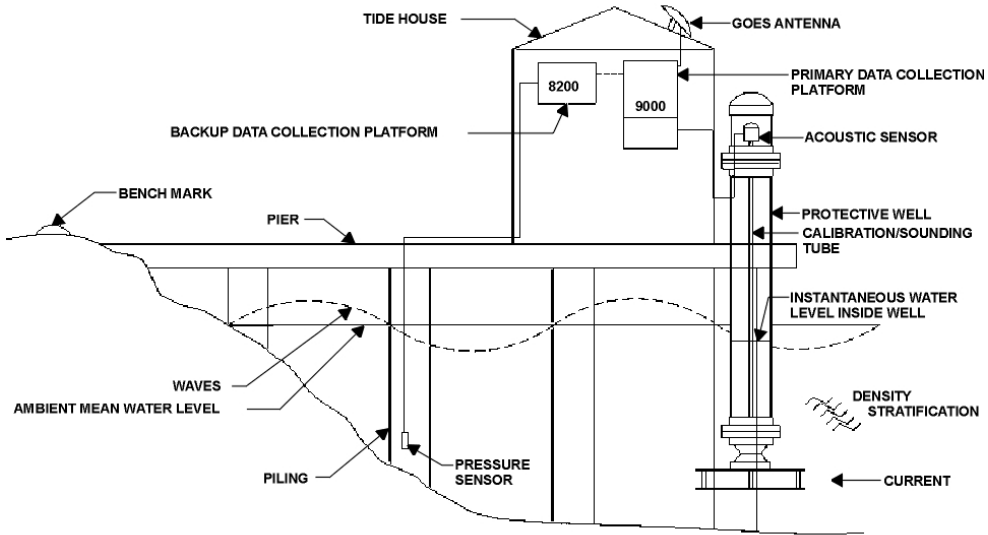 TIDE HOUSE
GOES ANTENNA
8200
9000
PRIMARY DATA COLLECTION
PLATFORM
BACKUP DATA COLLECTION PLATFORM
ACOUSTIC SENSOR
BENCH MARK
PIER
PROTECTIVE WELL
CALIBRATION/SOUNDING
TUBE
INSTANTANEOUS WATER
LEVEL INSIDE WELL
WAVES
AMBIENT MEAN WATER LEVEL
DENSITY
STRATIFICATION
PILING
PRESSURE
SENSOR
CURRENT